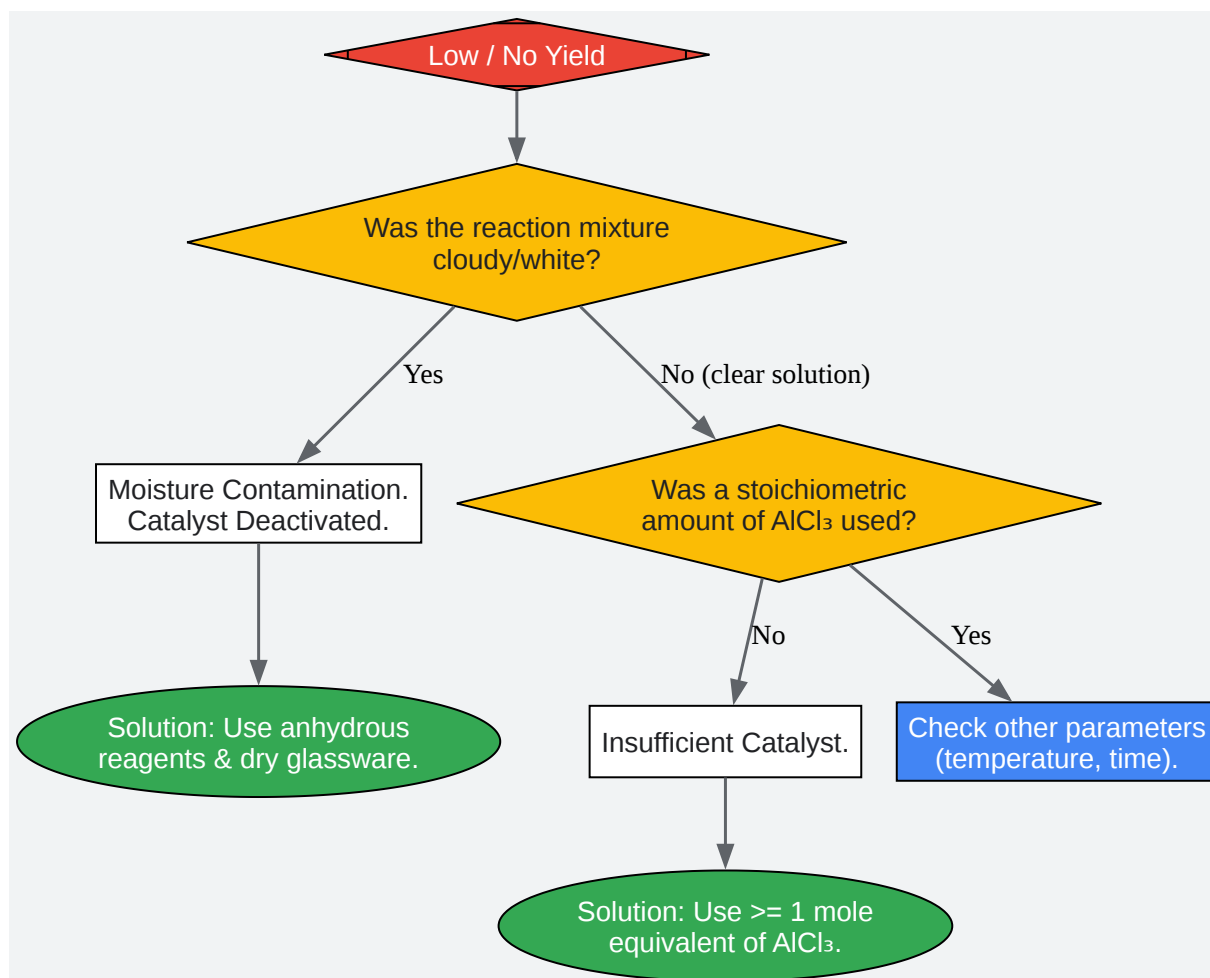 Low / No Yield
Was the reaction mixture
cloudy/white?
Yes
No (clear solution)
Moisture Contamination.
Catalyst Deactivated.
Was a stoichiometric
amount of AlCl₃ used?
No
Yes
Solution: Use anhydrous
reagents & dry glassware.
Insufficient Catalyst.
Check other parameters
(temperature, time).
Solution: Use >= 1 mole
equivalent of AlCl₃.